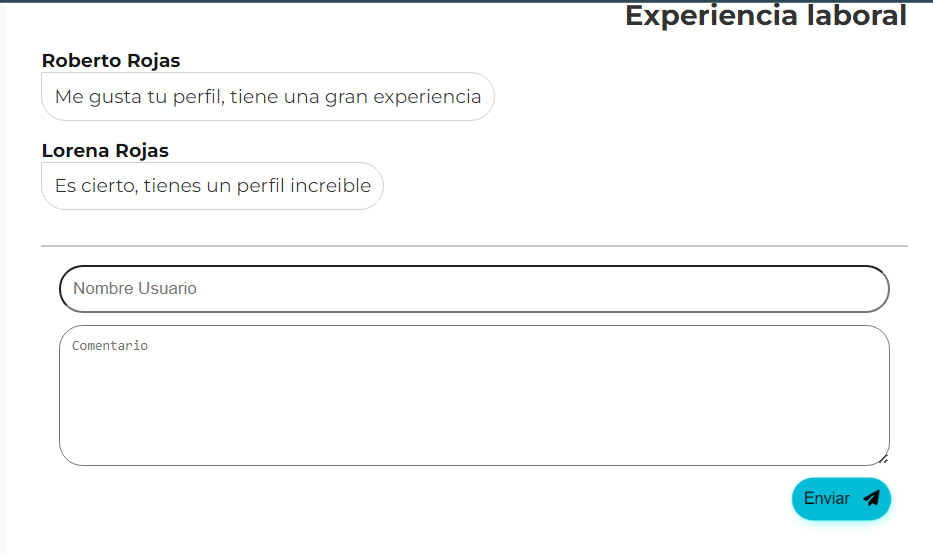 Experiencia laboral
Roberto Rojas
Me gusta tu perfil, tiene una gran experiencia
Lorena Rojas
Es cierto, tienes un perfil increible
Nombre Usuario
Comentario
Enviar